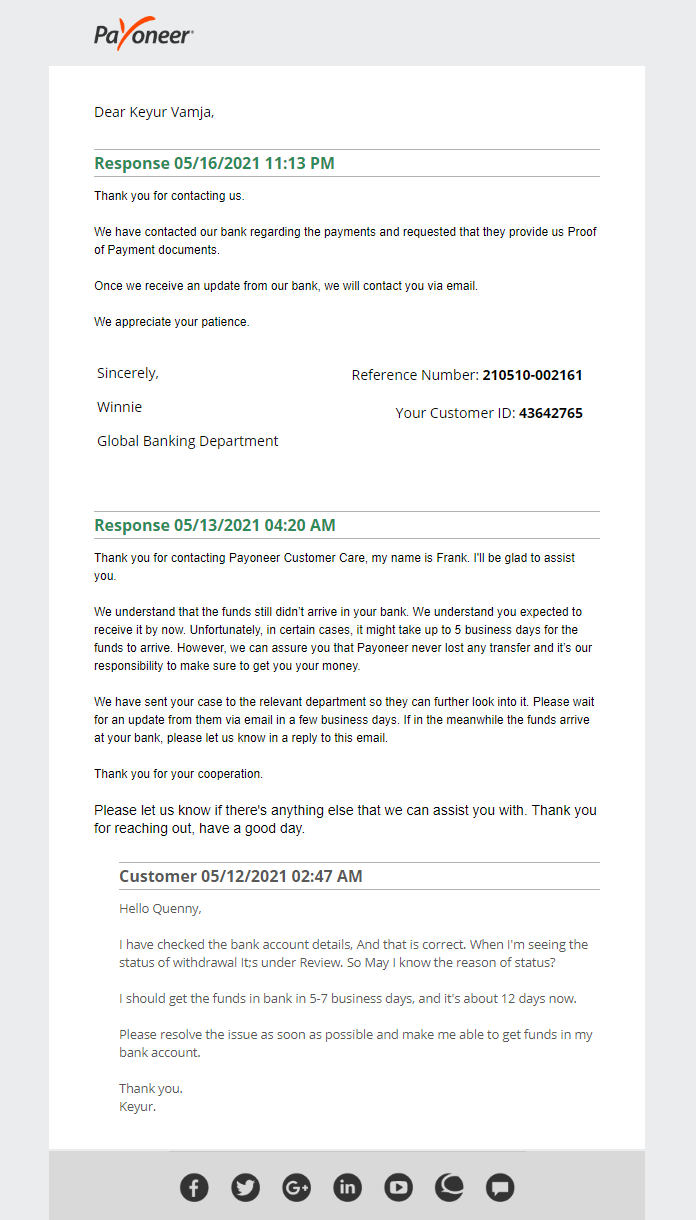 Payoneer
Dear Keyur Vamja,
Response 05/16/2021 11:13 PM
Thank you for contacting us.
We have contacted our bank regarding the payments and requested that they provide us Proof
of Payment documents.
Once we receive an update from our bank, we will contact you via email.
We appreciate your patience.
Sincerely,
Reference Number: 210510-002161
Winnie
Your Customer ID: 43642765
Global Banking Department
Response 05/13/2021 04:20 AM
Thank you for contacting Payoneer Customer Care, my name is Frank. I'll be glad to assist
you.
We understand that the funds still didn't arrive in your bank. We understand you expected to
receive it by now. Unfortunately, in certain cases, it might take up to 5 business days for the
funds to arrive. However, we can assure you that Payoneer never lost any transfer and it's our
responsibility to make sure to get you your money.
We have sent your case to the relevant department so they can further look into it. Please wait
for an update from them via email in a few business days. If in the meanwhile the funds arrive
at your bank, please let us know in a reply to this email.
Thank you for your cooperation.
Please let us know if there's anything else that we can assist you with. Thank you
for reaching out, have a good day.
Customer 05/12/2021 02:47 AM
Hello Quenny,
I have checked the bank account details, And that is correct. When I'm seeing the
status of withdrawal It;s under Review. So May I know the reason of status?
I should get the funds in bank in 5-7 business days, and it's about 12 days now.
Please resolve the issue as soon as possible and make me able to get funds in my
bank account.
Thank you.
Keyur.